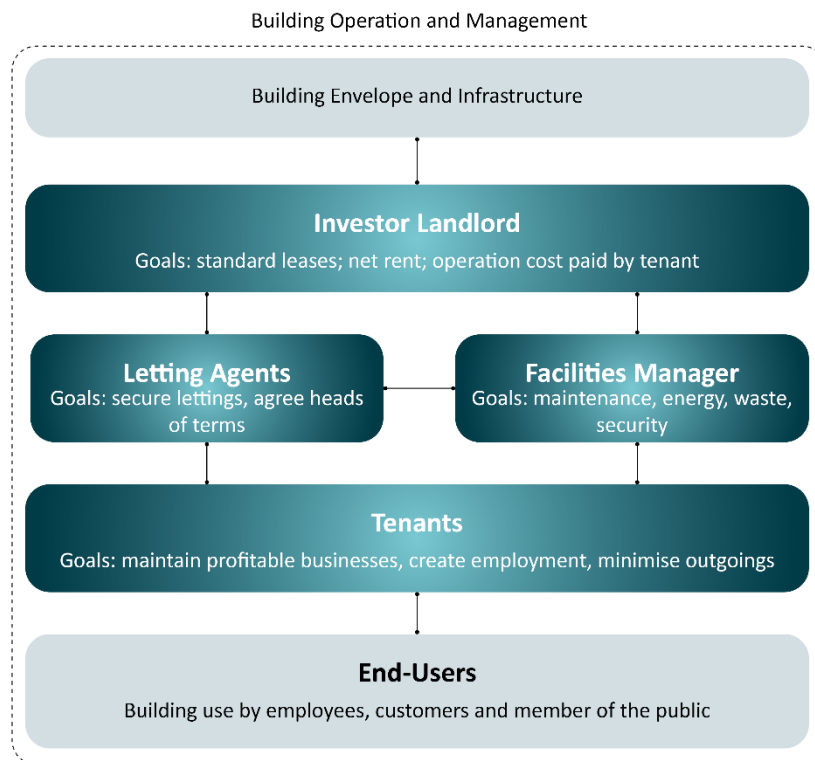 Building Operation and Management
Building Envelope and Infrastructure
Investor Landlord
Goals: standard leases; net rent; operation cost paid by tenant
Letting Agents
Goals: secure lettings, agree heads
of terms
Facilities Manager
Goals: maintenance, energy, waste,
security
Tenants
Goals: maintain profitable businesses, create employment, minimise outgoings
End-Users
Building use by employees, customers and member of the public